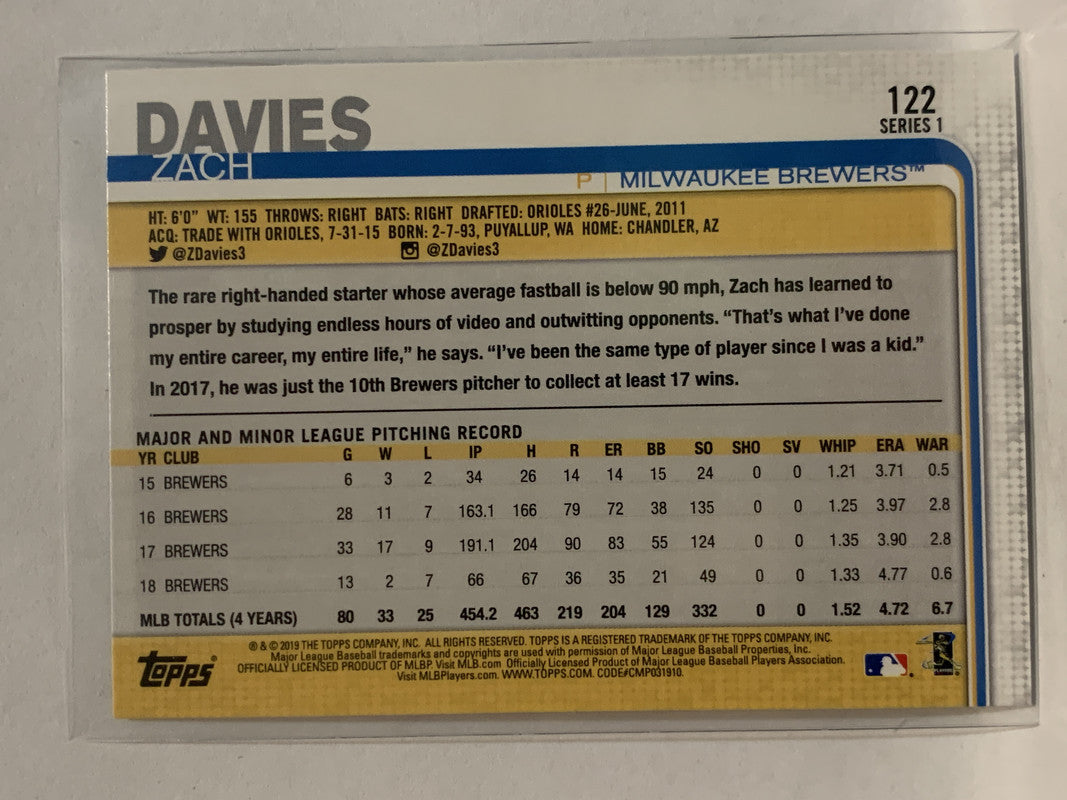 DAVIES
ZACH
122
SERIES 1
P | MILWAUKEE BREWERS™
HT: 6'0" WT: 155 THROWS: RIGHT BATS: RIGHT DRAFTED: ORIOLES #26-JUNE, 2011
ACQ: TRADE WITH ORIOLES, 7-31-15 BORN: 2-7-93, PUYALLUP, WA HOME: CHANDLER, AZ
@ZDavies3 @ZDavies3
The rare right-handed starter whose average fastball is below 90 mph, Zach has learned to
prosper by studying endless hours of video and outwitting opponents. “That’s what I’ve done
my entire career, my entire life,” he says. “I’ve been the same type of player since I was a kid.”
In 2017, he was just the 10th Brewers pitcher to collect at least 17 wins.
MAJOR AND MINOR LEAGUE PITCHING RECORD
YR CLUB G W L IP H R ER BB SO SHO SV WHIP ERA WAR
15 BREWERS 6 3 2 34 26 14 14 15 24 0 0 1.21 3.71 0.5
16 BREWERS 28 11 7 163.1 166 79 72 38 135 0 0 1.25 3.97 2.8
17 BREWERS 33 17 9 191.1 204 90 83 55 124 0 0 1.35 3.90 2.8
18 BREWERS 13 2 7 66 67 36 35 21 49 0 0 1.33 4.77 0.6
MLB TOTALS (4 YEARS) 80 33 25 454.2 463 219 204 129 332 0 0 1.52 4.72 6.7
® & © 2019 THE TOPPS COMPANY, INC. ALL RIGHTS RESERVED. TOPPS IS A REGISTERED TRADEMARK OF THE TOPPS COMPANY, INC.
Major League Baseball trademarks and copyrights are used with permission of Major League Baseball Properties, Inc.
OFFICIALLY LICENSED PRODUCT OF MLBP. Visit MLB.com Officially Licensed Product of Major League Baseball Players Association.
Visit MLBPlayers.com. WWW.TOPPS.COM. CODE#CMP031910.
Topps®